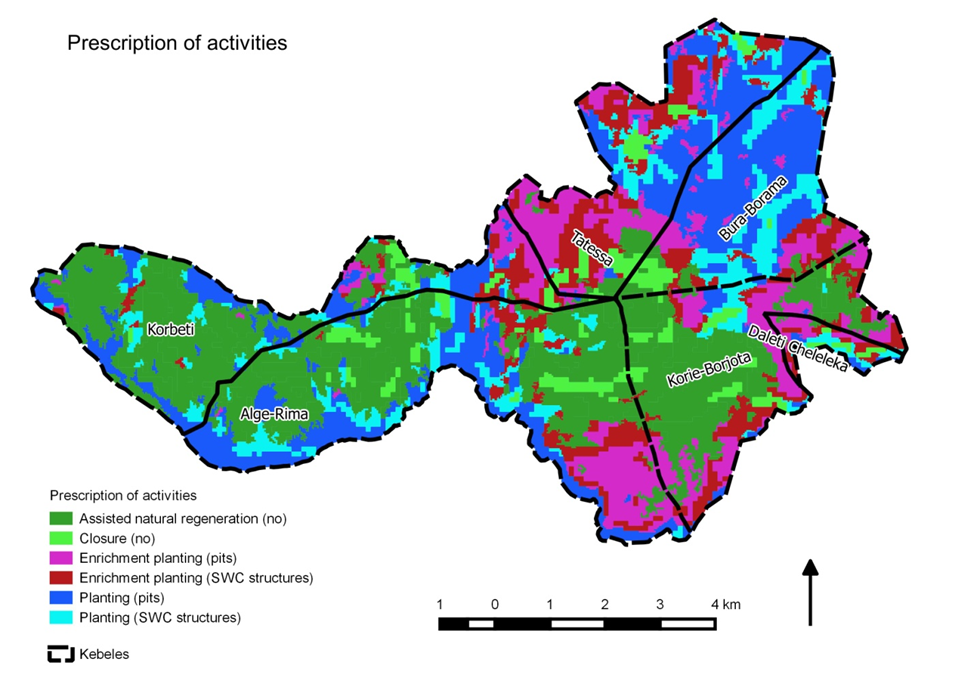 Prescription of activities
Bura-Borama
Tatessa
Korbeti
Daleti Cheleleka
Korie-Borjota
Alge-Rima
Prescription of activities
Assisted natural regeneration (no)
Closure (no)
Enrichment planting (pits)
Enrichment planting (SWC structures)
Planting (pits)
Planting (SWC structures)
Kebeles
1 0 1 2 3 4 km